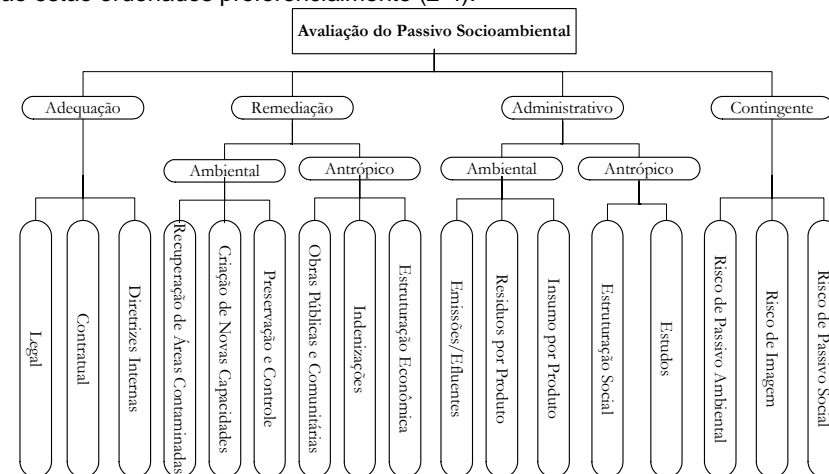 Avaliação do Passivo Socioambiental
Adequação
Remediação
Administrativo
Contingente
Ambiental
Antrópico
Ambiental
Antrópico
Legal
Contratual
Diretrizes Internas
Recuperação de Áreas Contaminadas
Criação de Novas Capacidades
Preservação e Controle
Obras Públicas e Comunitárias
Indenizações
Estruturação Econômica
Emissões/Efluentes
Residuos por Produto
Insumo por Produto
Estruturação Social
Estudos
Risco de Passivo Ambiental
Risco de Imagem
Risco de Passivo Social